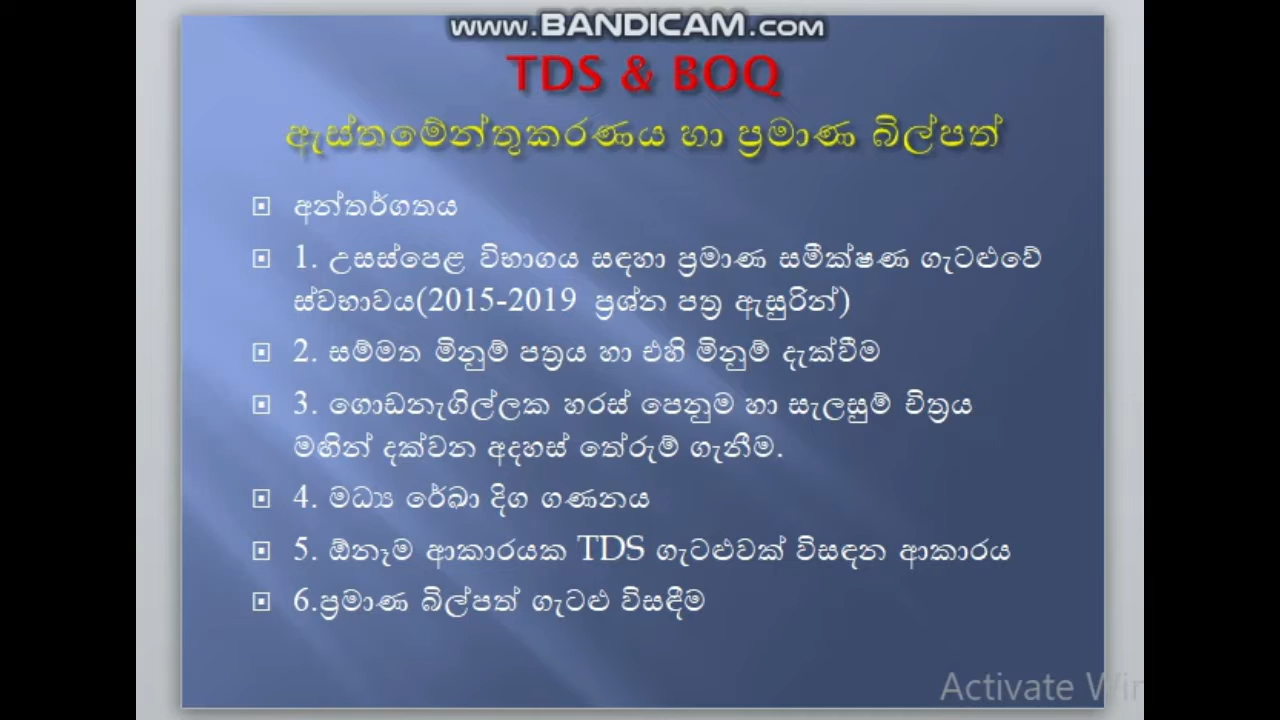 www.BANDICAM.com
TDS & BOQ
ඇස්තමේන්තුකරණය හා ප්‍රමාණ බිල්පත්
අන්තර්ගතය
1. උසස්පෙළ විභාගය සඳහා ප්‍රමාණ සමීක්ෂණ ගැටළුවේ
ස්වභාවය(2015-2019 ප්‍රශ්න පත්‍ර ඇසුරින්)
2. සම්මත මිනුම් පත්‍රය හා එහි මිනුම් දැක්වීම
3. ගොඩනැගිල්ලක හරස් පෙනුම හා සැලසුම් චිත්‍රය
මඟින් දක්වන අදහස් තේරුම් ගැනීම.
4. මධ්‍ය රේඛා දිග ගණනය
5. ඕනෑම ආකාරයක TDS ගැටළුවක් විසඳන ආකාරය
6.ප්‍රමාණ බිල්පත් ගැටළු විසඳීම
Activate Win